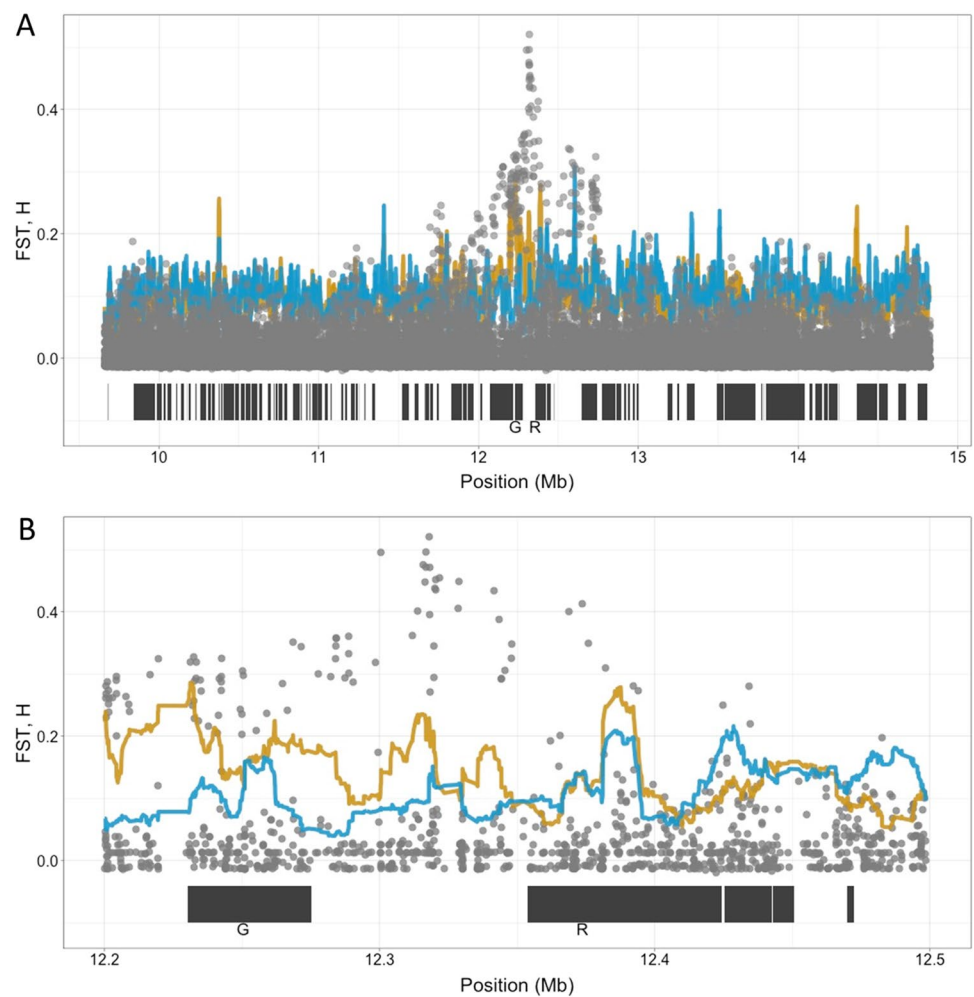 A
FST, H
0.4
0.2
0.0
G R
10 11 12 13 14 15
Position (Mb)
B
FST, H
0.4
0.2
0.0
G R
12.2 12.3 12.4 12.5
Position (Mb)